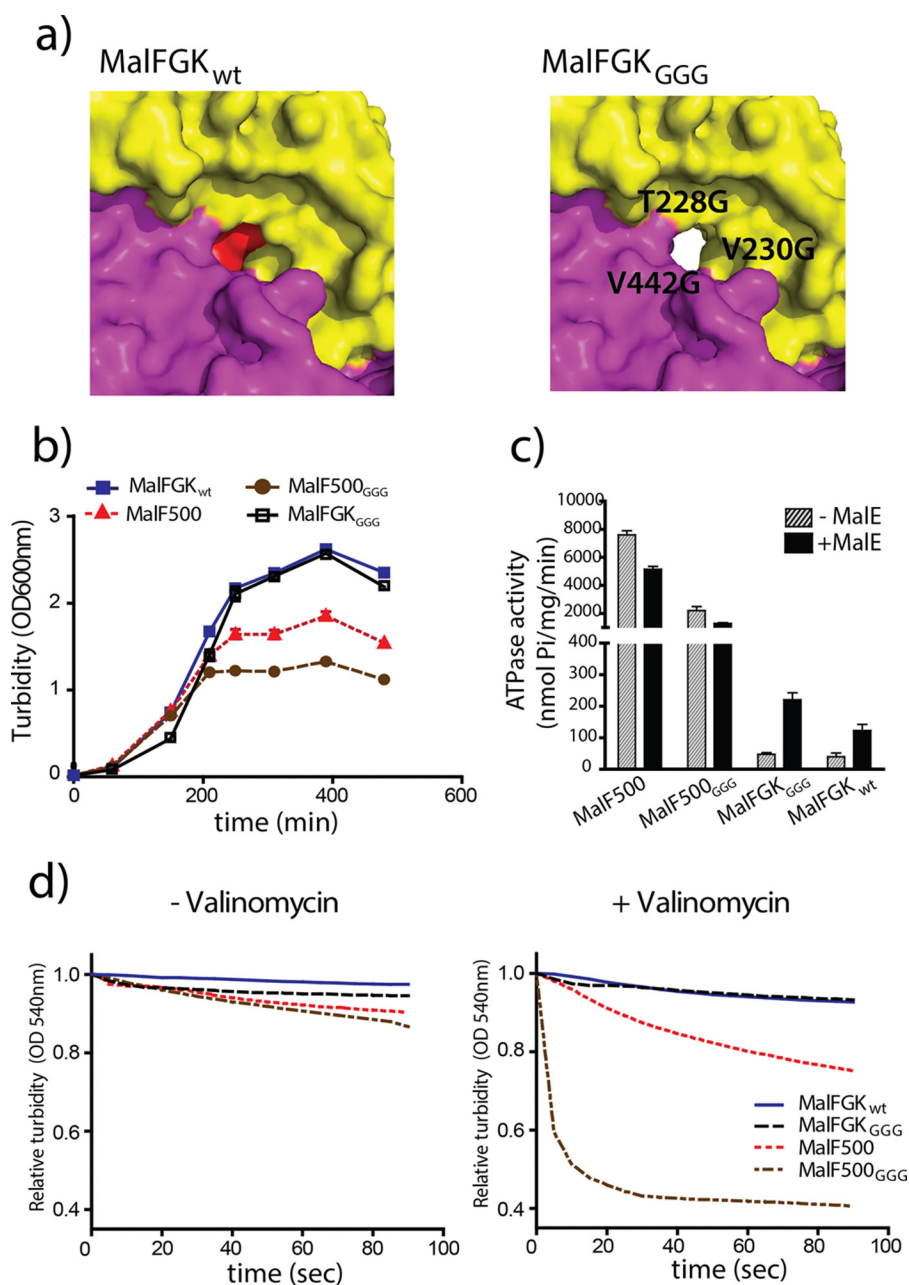 a)
MalFGKwt
MalFGKGGG
T228G
V230G
V442G
b)
MalFGKwt
MalF500GGG
MalF500
MalFGKGGG
Turbidity (OD600nm)
3
2
1
0
0
200
400
600
time (min)
c)
- MalE
+MalE
ATPase activity
(nmol Pi/mg/min)
10000
8000
6000
4000
2000
400
300
200
100
0
MalF500
MalF500GGG
MalFGKGGG
MalFGKwt
d)
- Valinomycin
Relative turbidity (OD 540nm)
1.0
0.8
0.6
0.4
0
20
40
60
80
100
time (sec)
+ Valinomycin
Relative turbidity (OD 540nm)
1.0
0.8
0.6
0.4
MalFGKwt
MalFGKGGG
MalF500
MalF500GGG
0
20
40
60
80
100
time (sec)